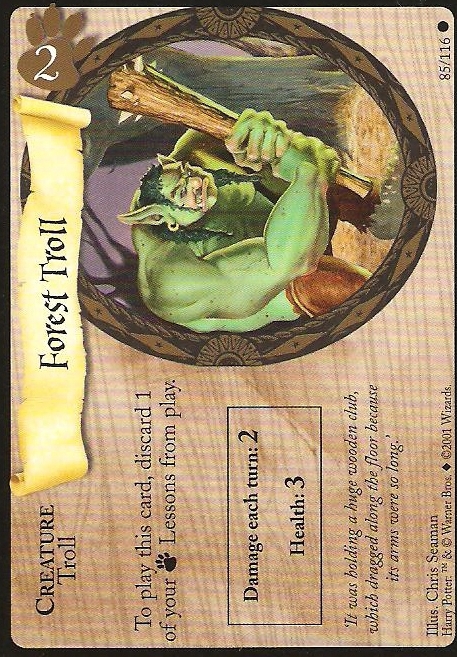 2
Forest Troll
CREATURE
Troll
To play this card, discard 1
of your Lessons from play.
Damage each turn: 2
Health: 3
'It was holding a huge wooden club,
which dragged along the floor because
its arms were so long.'
Illus. Chris Seaman
Harry Potter, ™ & © Warner Bros. ◆ ©2001 Wizards.
85/116 ●